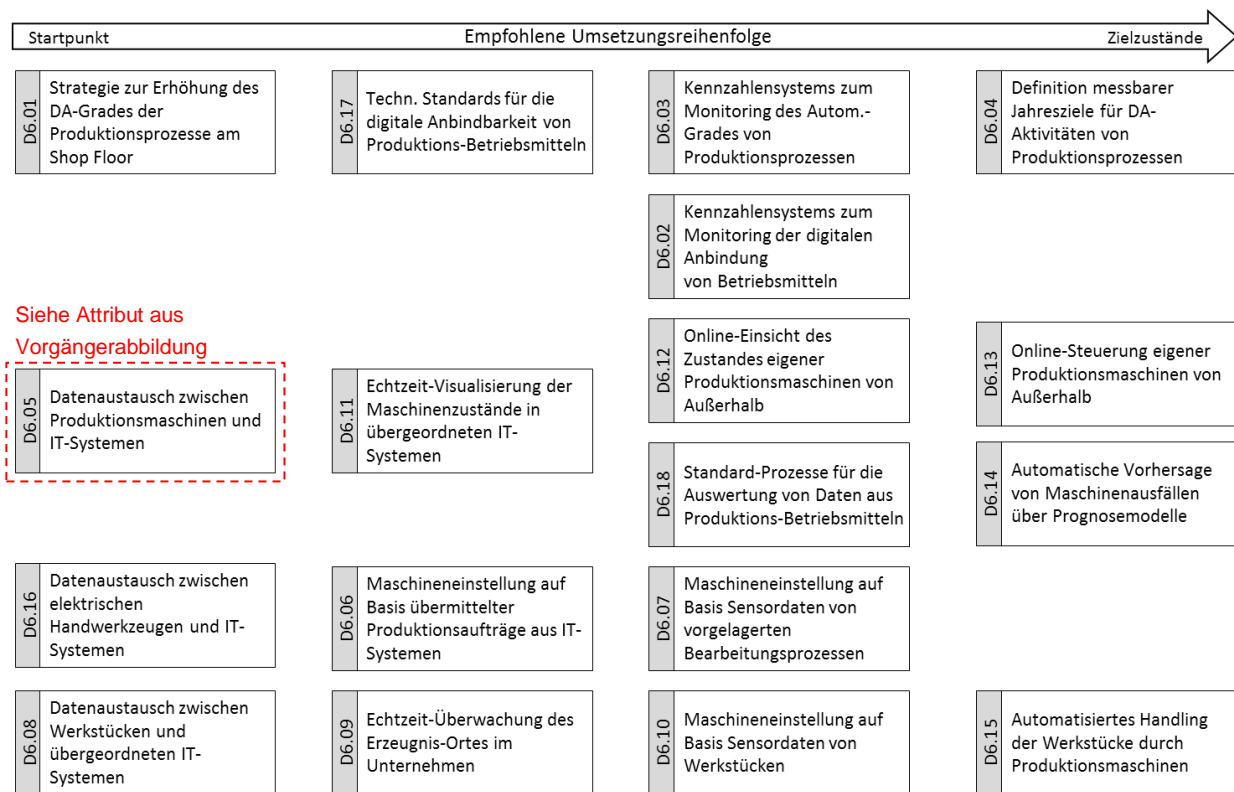 Startpunkt
Empfohlene Umsetzungsreihenfolge
Zielzustände
D6.01
Strategie zur Erhöhung des
DA-Grades der
Produktionsprozesse am
Shop Floor
D6.17
Techn. Standards für die
digitale Anbindbarkeit von
Produktions-Betriebsmitteln
D6.03
Kennzahlensystems zum
Monitoring des Autom.-
Grades von
Produktionsprozessen
D6.04
Definition messbarer
Jahresziele für DA-
Aktivitäten von
Produktionsprozessen
D6.02
Kennzahlensystems zum
Monitoring der digitalen
Anbindung
von Betriebsmitteln
Siehe Attribut aus
Vorgängerabbildung
D6.05
Datenaustausch zwischen
Produktionsmaschinen und
IT-Systemen
D6.11
Echtzeit-Visualisierung der
Maschinenzustände in
übergeordneten IT-
Systemen
D6.12
Online-Einsicht des
Zustandes eigener
Produktionsmaschinen von
Außerhalb
D6.13
Online-Steuerung eigener
Produktionsmaschinen von
Außerhalb
D6.18
Standard-Prozesse für die
Auswertung von Daten aus
Produktions-Betriebsmitteln
D6.14
Automatische Vorhersage
von Maschinenausfällen
über Prognosemodelle
D6.16
Datenaustausch zwischen
elektrischen
Handwerkzeugen und IT-
Systemen
D6.06
Maschineneinstellung auf
Basis übermittelter
Produktionsaufträge aus IT-
Systemen
D6.07
Maschineneinstellung auf
Basis Sensordaten von
vorgelagerten
Bearbeitungsprozessen
D6.08
Datenaustausch zwischen
Werkstücken und
übergeordneten IT-
Systemen
D6.09
Echtzeit-Überwachung des
Erzeugnis-Ortes im
Unternehmen
D6.10
Maschineneinstellung auf
Basis Sensordaten von
Werkstücken
D6.15
Automatisiertes Handling
der Werkstücke durch
Produktionsmaschinen